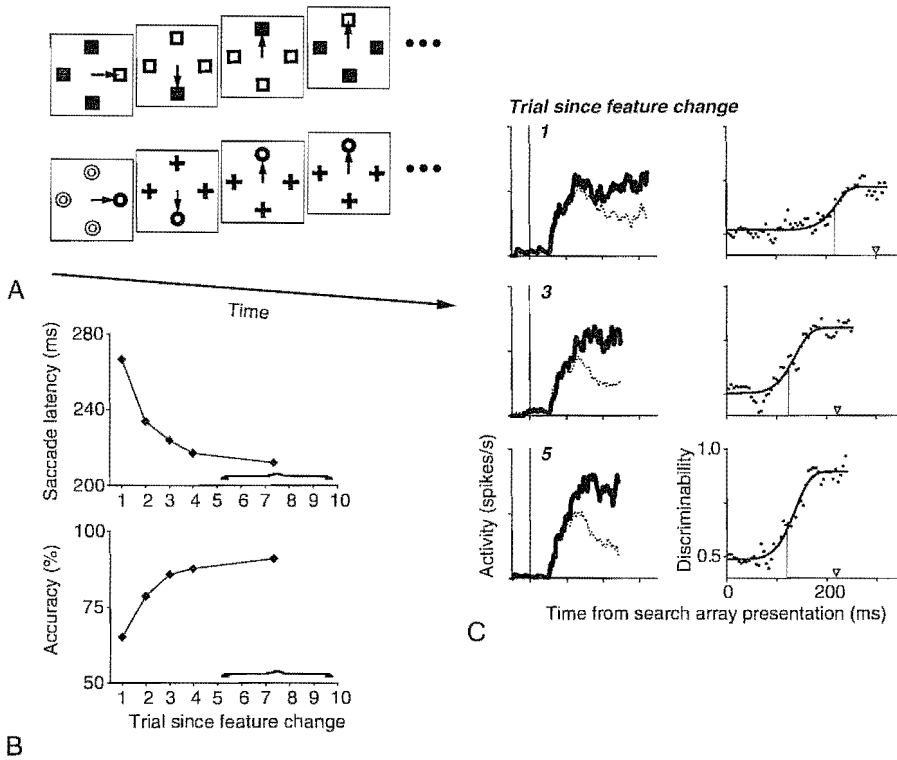 A
Time
Saccade latency (ms)
280
240
200
1 2 3 4 5 6 7 8 9 10
Accuracy (%)
100
75
50
1 2 3 4 5 6 7 8 9 10
Trial since feature change
B
Trial since feature change
1
3
5
Activity (spikes/s)
Discriminability
1.0
0.5
0 200
Time from search array presentation (ms)
C